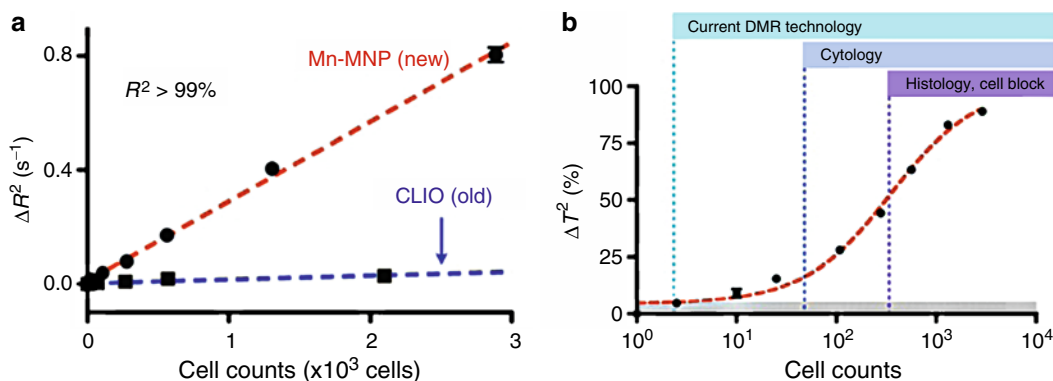 a
0.8
0.4
0.0
ΔR² (s⁻¹)
R² > 99%
Mn-MNP (new)
CLIO (old)
0
1
2
3
Cell counts (x10³ cells)
b
Current DMR technology
Cytology
Histology, cell block
100
75
50
25
0
ΔT² (%)
10⁰
10¹
10²
10³
10⁴
Cell counts